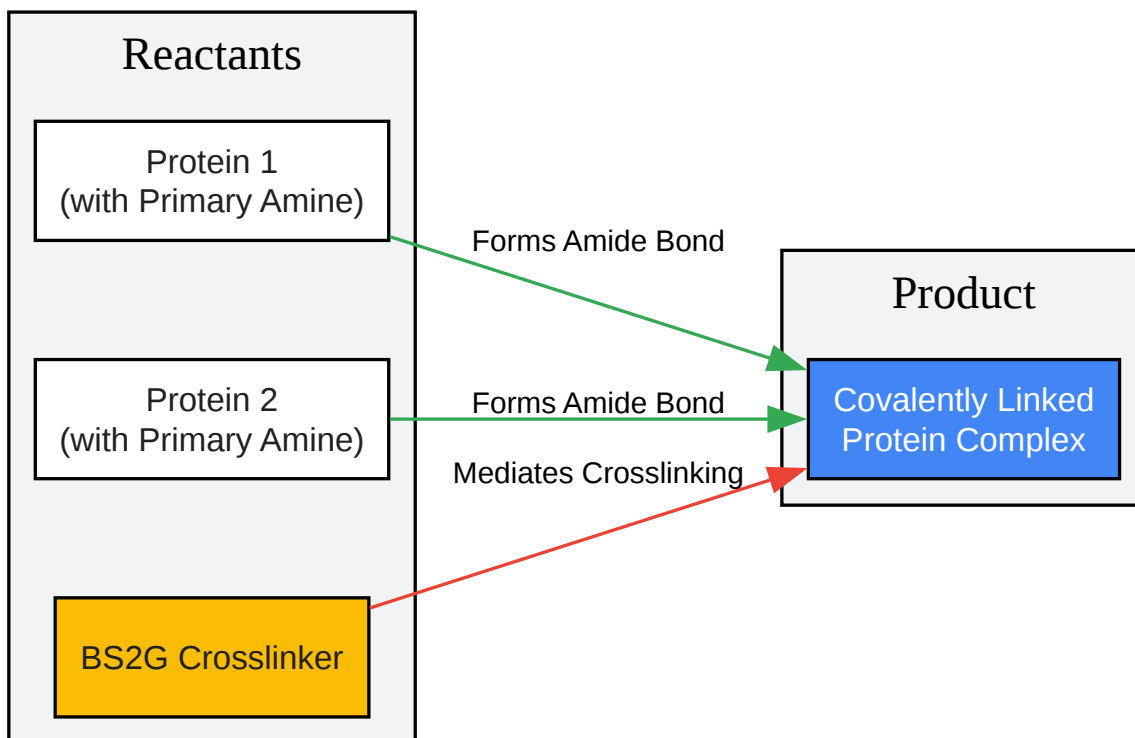 Reactants
Protein 1
(with Primary Amine)
Forms Amide Bond
Product
Protein 2
(with Primary Amine)
Forms Amide Bond
Covalently Linked
Protein Complex
Mediates Crosslinking
BS2G Crosslinker